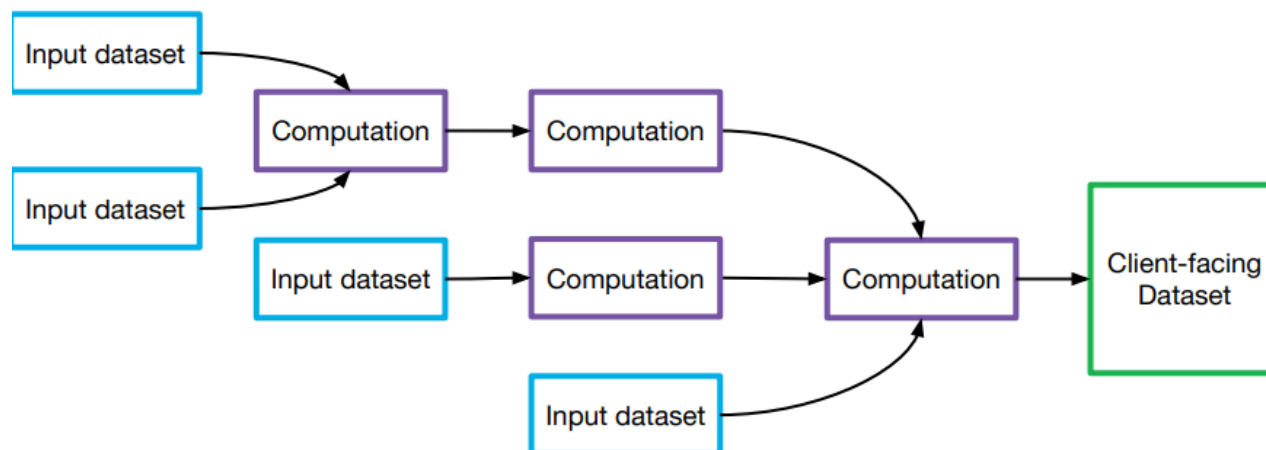 Input dataset
Computation
Computation
Input dataset
Input dataset
Computation
Computation
Client-facing
Dataset
Input dataset